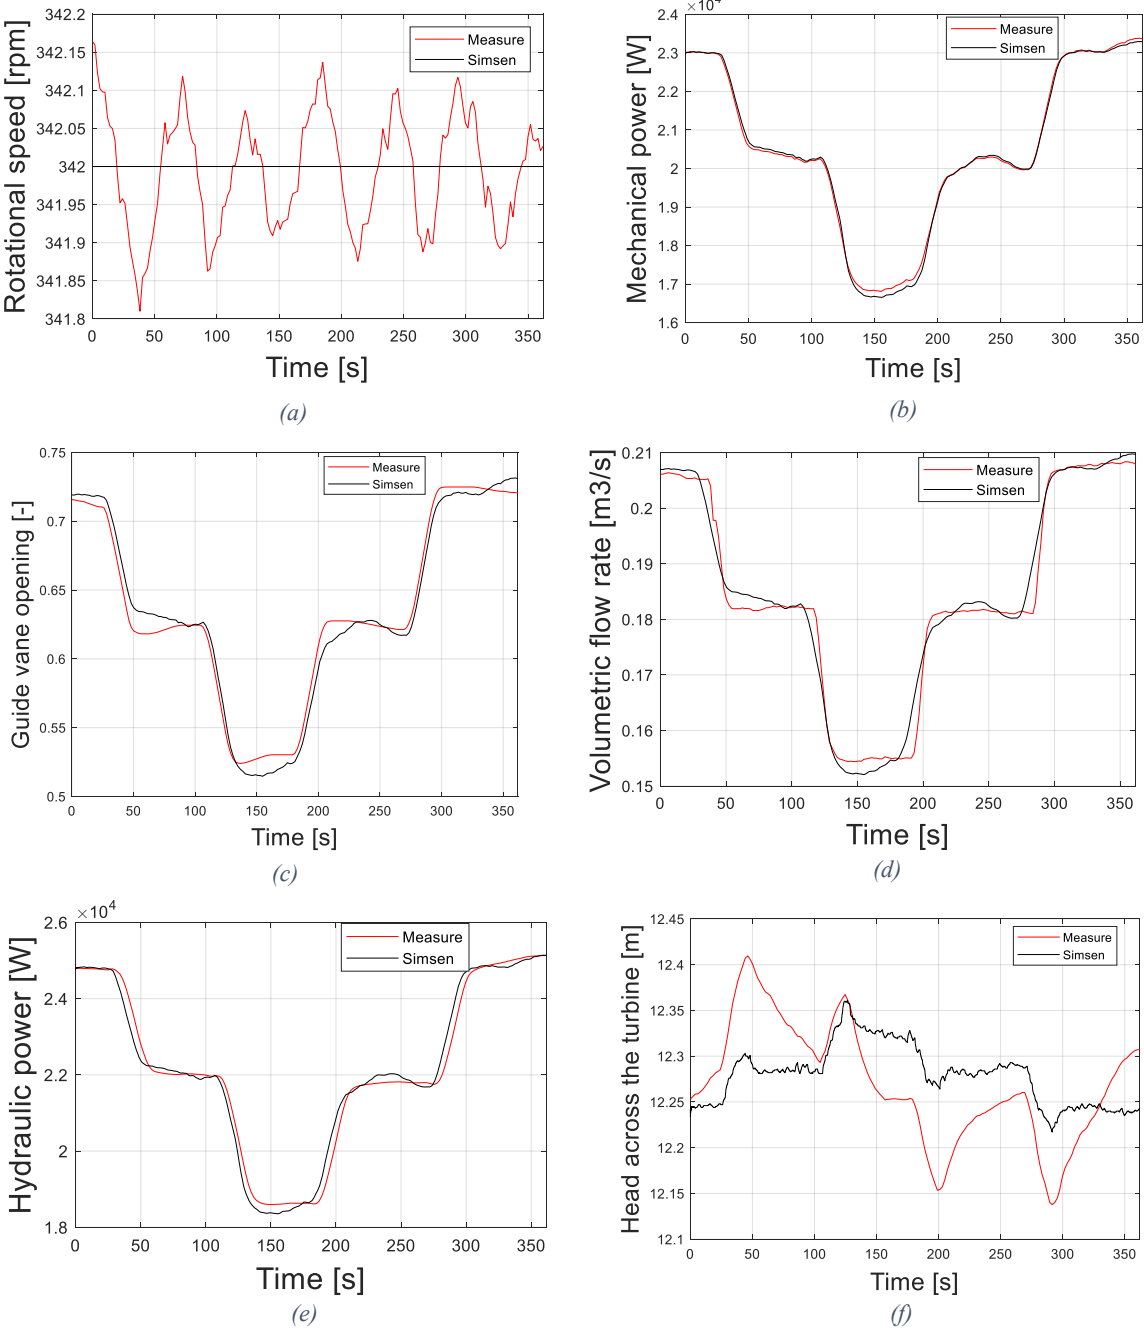 342.2
342.15
342.1
342.05
342
341.95
341.9
341.85
341.8
Rotational speed [rpm]
Measure
Simsen
0 50 100 150 200 250 300 350
Time [s]
(a)
2.4
2.3
2.2
2.1
2
1.9
1.8
1.7
1.6
Mechanical power [W]
Measure
Simsen
0 50 100 150 200 250 300 350
Time [s]
(b)
0.75
0.7
0.65
0.6
0.55
0.5
Guide vane opening [-]
Measure
Simsen
0 50 100 150 200 250 300 350
Time [s]
(c)
0.21
0.2
0.19
0.18
0.17
0.16
0.15
Volumetric flow rate [m3/s]
Measure
Simsen
0 50 100 150 200 250 300 350
Time [s]
(d)
×10⁴
2.6
2.4
2.2
2
1.8
Hydraulic power [W]
Measure
Simsen
0 50 100 150 200 250 300 350
Time [s]
(e)
12.45
12.4
12.35
12.3
12.25
12.2
12.15
12.1
Head across the turbine [m]
Measure
Simsen
0 50 100 150 200 250 300 350
Time [s]
(f)